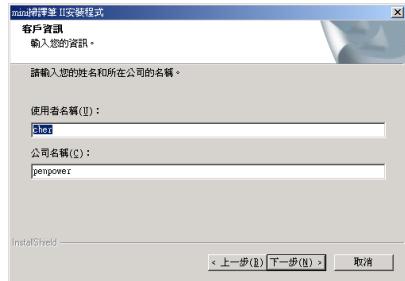 mini掃譯筆 II安裝程式
客戶資訊
輸入您的資訊。
請輸入您的姓名和所在公司的名稱。
使用者名稱(U)：
cher
公司名稱(C)：
penpower
InstallShield
< 上一步(B) 下一步(N) > 取消